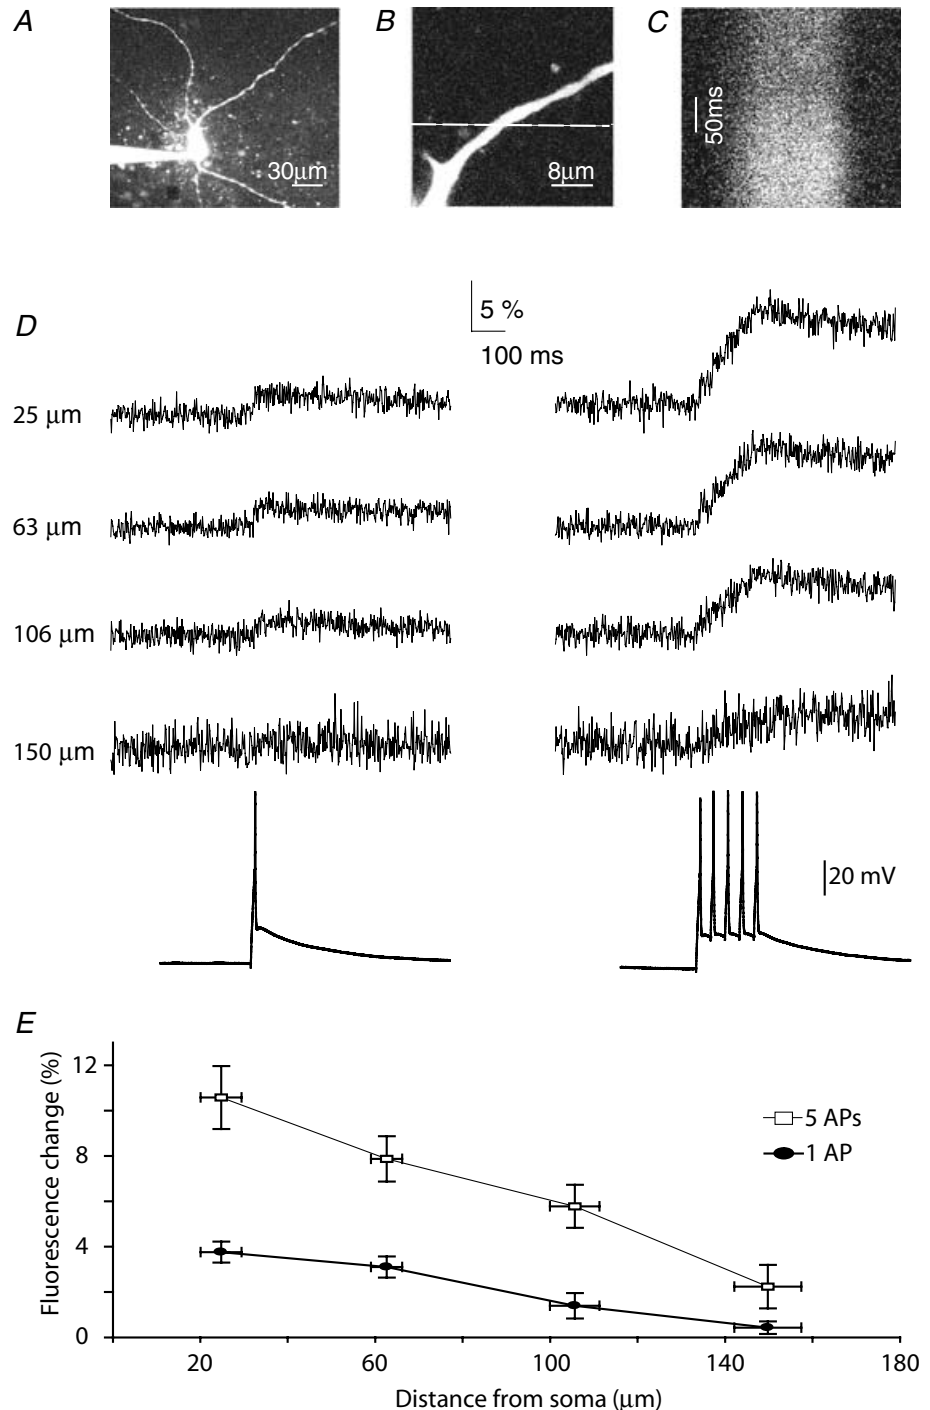 A
B
C
30µm
8µm
50ms
D
5 %
100 ms
25 µm
63 µm
106 µm
150 µm
20 mV
E
Fluorescence change (%)
12
8
4
0
5 APs
1 AP
20 60 100 140 180
Distance from soma (µm)